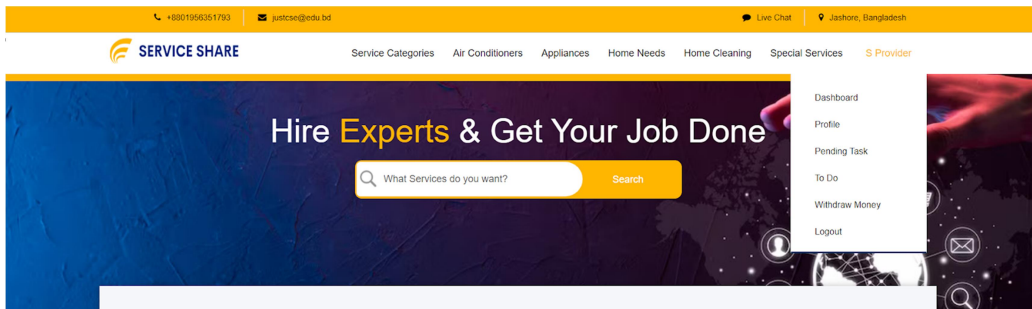 +8801956351793 justcse@edu.bd Live Chat Jashore, Bangladesh
SERVICE SHARE Service Categories Air Conditioners Appliances Home Needs Home Cleaning Special Services S Provider
Dashboard
Profile
Pending Task
To Do
Withdraw Money
Logout
Hire Experts & Get Your Job Done
What Services do you want? Search